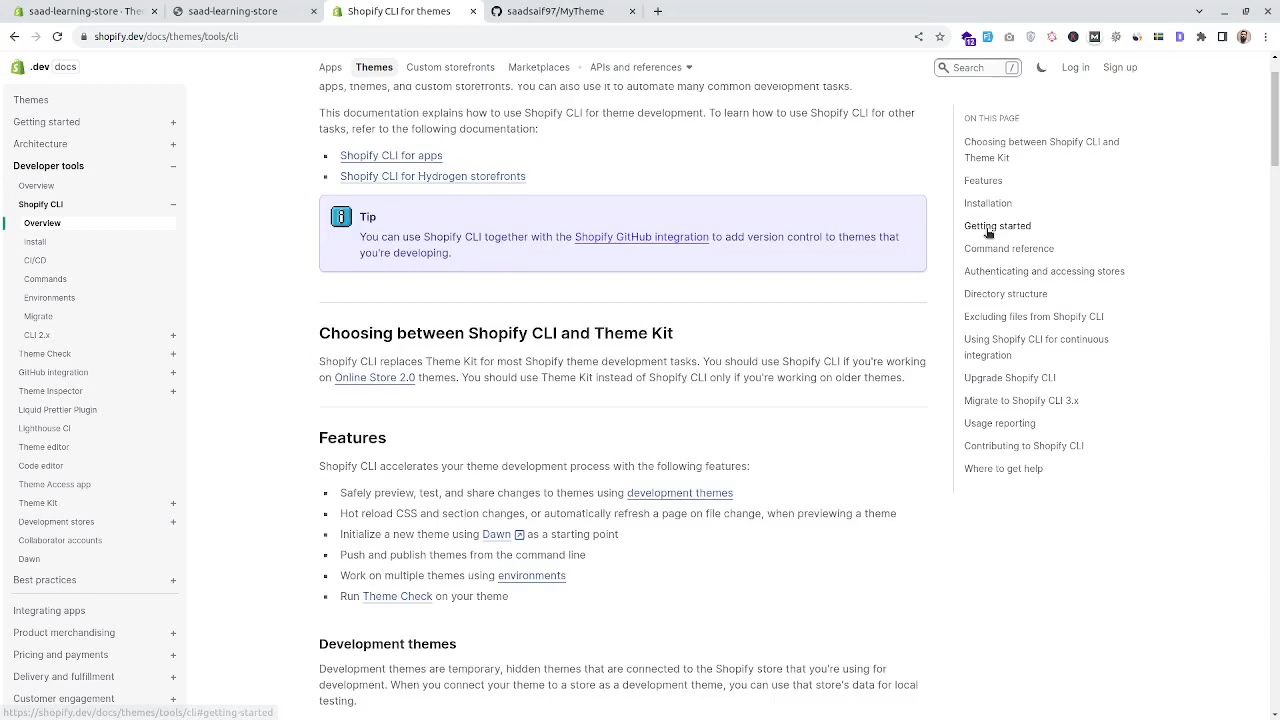 saad-learning-store · The
saad-learning-store
Shopify CLI for themes
saadsaif97/MyTheme
shopify.dev/docs/themes/tools/cli
12
.dev docs
Apps
Themes
Custom storefronts
Marketplaces
APIs and references
Search /
Log in
Sign up
Themes
Getting started +
Architecture +
Developer tools −
Overview
Shopify CLI −
Overview
Install
CI/CD
Commands
Environments
Migrate
CLI 2.x +
Theme Check +
GitHub integration +
Theme Inspector +
Liquid Prettier Plugin
Lighthouse CI
Theme editor
Code editor
Theme Access app
Theme Kit +
Development stores +
Collaborator accounts
Dawn
Best practices +
Integrating apps
Product merchandising +
Pricing and payments +
Delivery and fulfillment +
Customer engagement +
apps, themes, and custom storefronts. You can also use it to automate many common development tasks.
This documentation explains how to use Shopify CLI for theme development. To learn how to use Shopify CLI for other
tasks, refer to the following documentation:
Shopify CLI for apps
Shopify CLI for Hydrogen storefronts
Tip
You can use Shopify CLI together with the Shopify GitHub integration to add version control to themes that
you're developing.
Choosing between Shopify CLI and Theme Kit
Shopify CLI replaces Theme Kit for most Shopify theme development tasks. You should use Shopify CLI if you're working
on Online Store 2.0 themes. You should use Theme Kit instead of Shopify CLI only if you're working on older themes.
Features
Shopify CLI accelerates your theme development process with the following features:
Safely preview, test, and share changes to themes using development themes
Hot reload CSS and section changes, or automatically refresh a page on file change, when previewing a theme
Initialize a new theme using Dawn as a starting point
Push and publish themes from the command line
Work on multiple themes using environments
Run Theme Check on your theme
Development themes
Development themes are temporary, hidden themes that are connected to the Shopify store that you're using for
development. When you connect your theme to a store as a development theme, you can use that store's data for local
testing.
ON THIS PAGE
Choosing between Shopify CLI and
Theme Kit
Features
Installation
Getting started
Command reference
Authenticating and accessing stores
Directory structure
Excluding files from Shopify CLI
Using Shopify CLI for continuous
integration
Upgrade Shopify CLI
Migrate to Shopify CLI 3.x
Usage reporting
Contributing to Shopify CLI
Where to get help
https://shopify.dev/docs/themes/tools/cli#getting-started